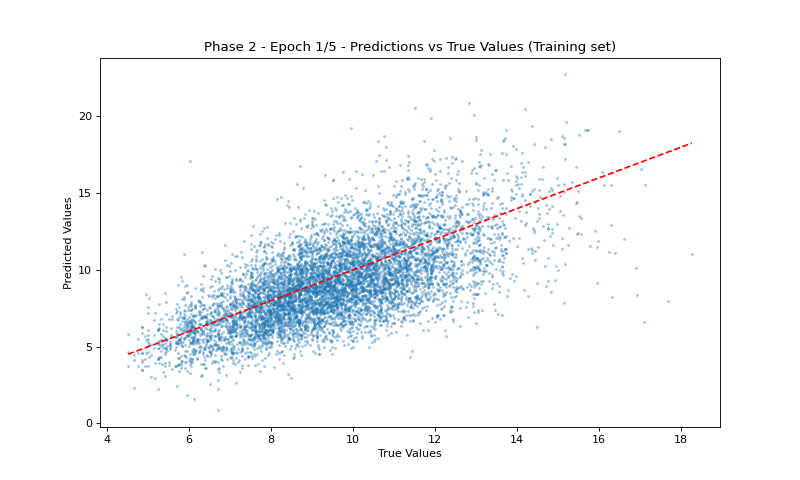 Phase 2 - Epoch 1/5 - Predictions vs True Values (Training set)
20
15
10
5
0
Predicted Values
4 6 8 10 12 14 16 18
True Values